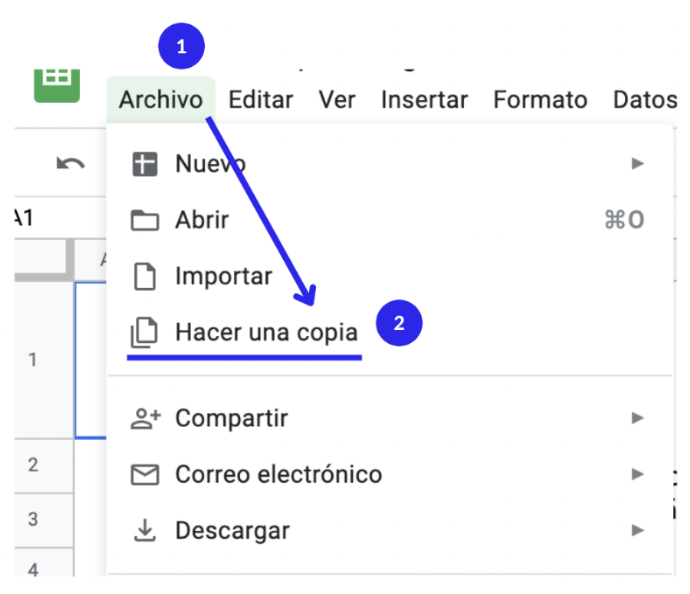 1
Archivo Editar Ver Insertar Formato Datos
Nuevo
A1
Abrir ⌘O
Importar
Hacer una copia 2
1
Compartir
2
Correo electrónico
3
Descargar
4